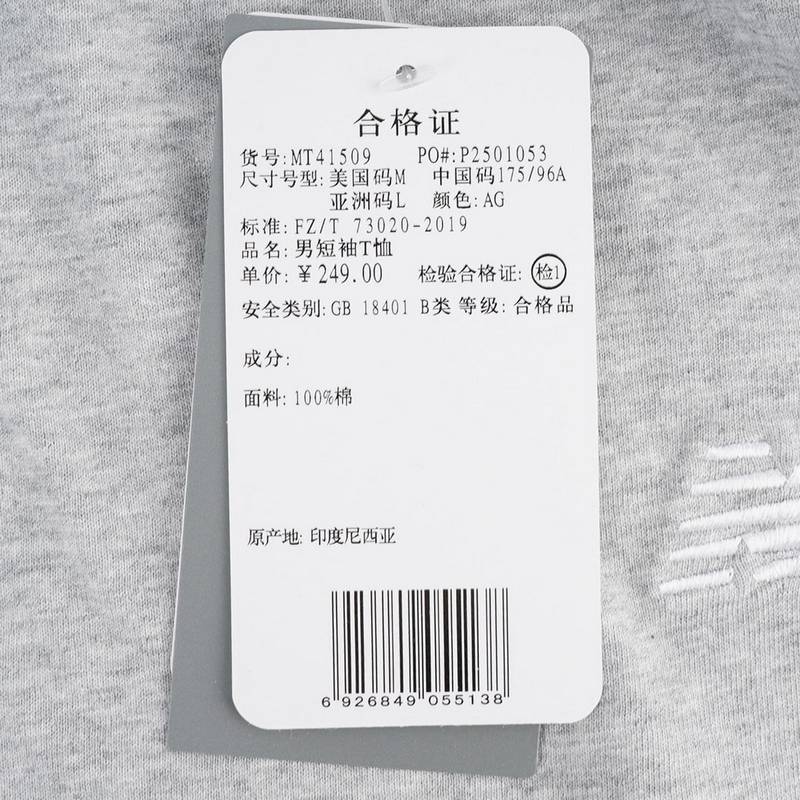 合格证
货号:MT41509 PO#:P2501053
尺寸号型:美国码M 中国码175/96A
亚洲码L 颜色:AG
标准:FZ/T 73020-2019
品名:男短袖T恤
单价:¥249.00 检验合格证:检1
安全类别:GB 18401 B类 等级:合格品
成分:
面料:100%棉
原产地:印度尼西亚
6 926849 055138